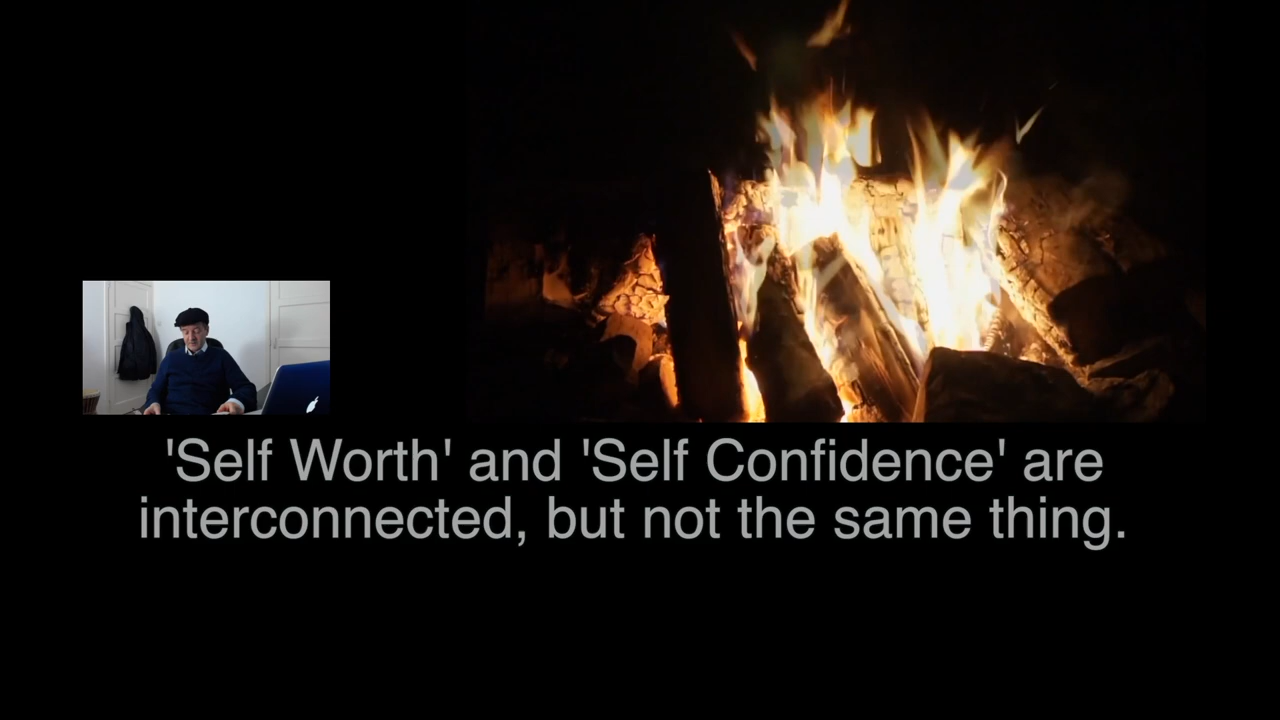 'Self Worth' and 'Self Confidence' are
interconnected, but not the same thing.